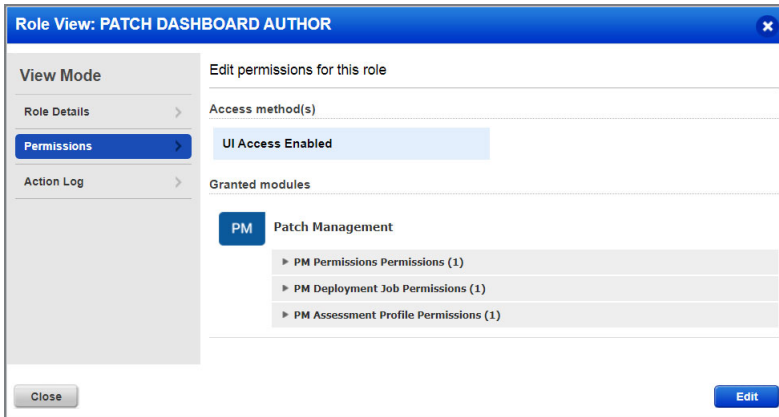 Role View: PATCH DASHBOARD AUTHOR
View Mode
Role Details
Permissions
Action Log
Edit permissions for this role
Access method(s)
UI Access Enabled
Granted modules
PM Patch Management
PM Permissions Permissions (1)
PM Deployment Job Permissions (1)
PM Assessment Profile Permissions (1)
Close
Edit